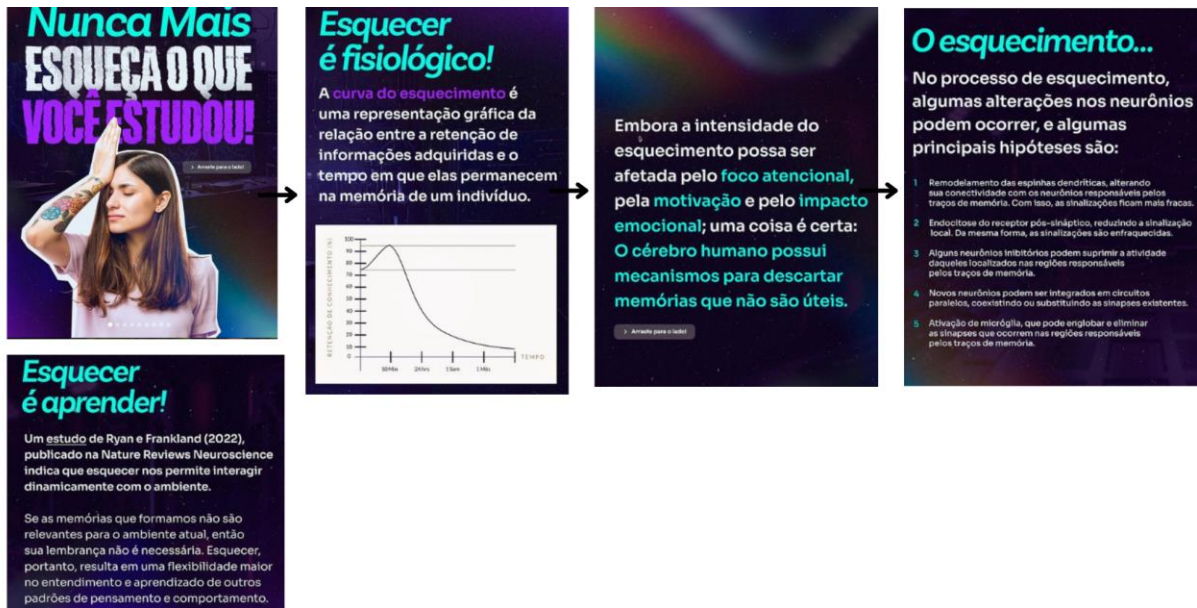 Nunca Mais
ESQUEÇA O QUE
VOCÊ ESTUDOU!
> Arraste para o lado!
Esquecer
é fisiológico!
A curva do esquecimento é
uma representação gráfica da
relação entre a retenção de
informações adquiridas e o
tempo em que elas permanecem
na memória de um indivíduo.
RETENÇÃO DE CONHECIMENTO (%)
100
90
80
70
60
50
40
30
20
10
0
TEMPO
30 Min
24 Hrs
1 Sem
1 Mês
Embora a intensidade do
esquecimento possa ser
afetada pelo foco atencional,
pela motivação e pelo impacto
emocional; uma coisa é certa:
O cérebro humano possui
mecanismos para descartar
memórias que não são úteis.
> Arraste para o lado!
O esquecimento...
No processo de esquecimento,
algumas alterações nos neurônios
podem ocorrer, e algumas
principais hipóteses são:
1 Remodelamento das espinhas dendríticas, alterando
sua conectividade com os neurônios responsáveis pelos
traços de memória. Com isso, as sinalizações ficam mais fracas.
2 Endocitose do receptor pós-sináptico, reduzindo a sinalização
local. Da mesma forma, as sinalizações são enfraquecidas.
3 Alguns neurônios inibitórios podem suprimir a atividade
daqueles localizados nas regiões responsáveis
pelos traços de memória.
4 Novos neurônios podem ser integrados em circuitos
paralelos, coexistindo ou substituindo as sinapses existentes.
5 Ativação de micróglia, que pode englobar e eliminar
as sinapses que ocorrem nas regiões responsáveis
pelos traços de memória.
Esquecer
é aprender!
Um estudo de Ryan e Frankland (2022),
publicado na Nature Reviews Neuroscience
indica que esquecer nos permite interagir
dinamicamente com o ambiente.
Se as memórias que formamos não são
relevantes para o ambiente atual, então
sua lembrança não é necessária. Esquecer,
portanto, resulta em uma flexibilidade maior
no entendimento e aprendizado de outros
padrões de pensamento e comportamento.